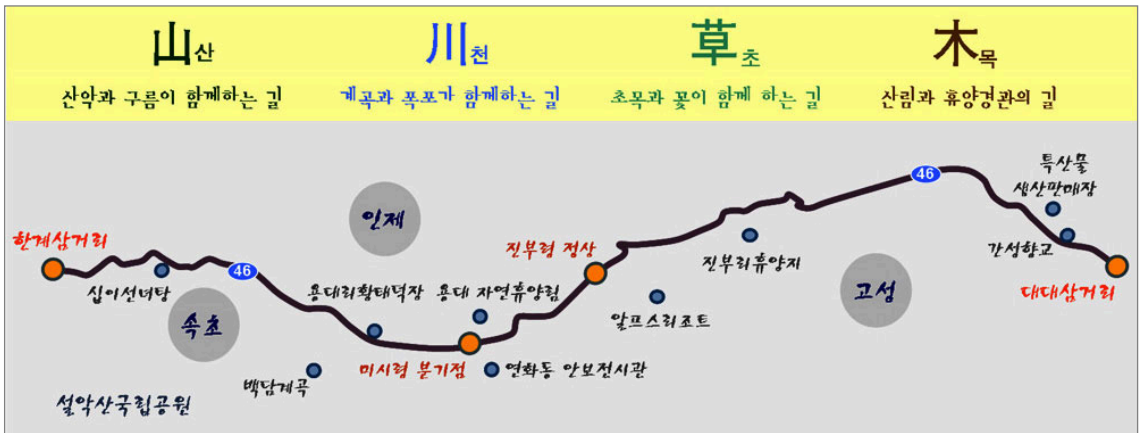 山산
川천
草초
木목
산악과 구름이 함께하는 길
계곡과 폭포가 함께하는 길
초목과 꽃이 함께 하는 길
산림과 휴양경관의 길
한계삼거리
십이선녀탕
46
속초
인제
설악산국립공원
백담계곡
용대리황태덕장
미시령 분기점
용대 자연휴양림
연화동 안보전시관
진부령 정상
알프스리조트
진부리휴양지
고성
46
특산물
생산판매장
간성향교
대대삼거리